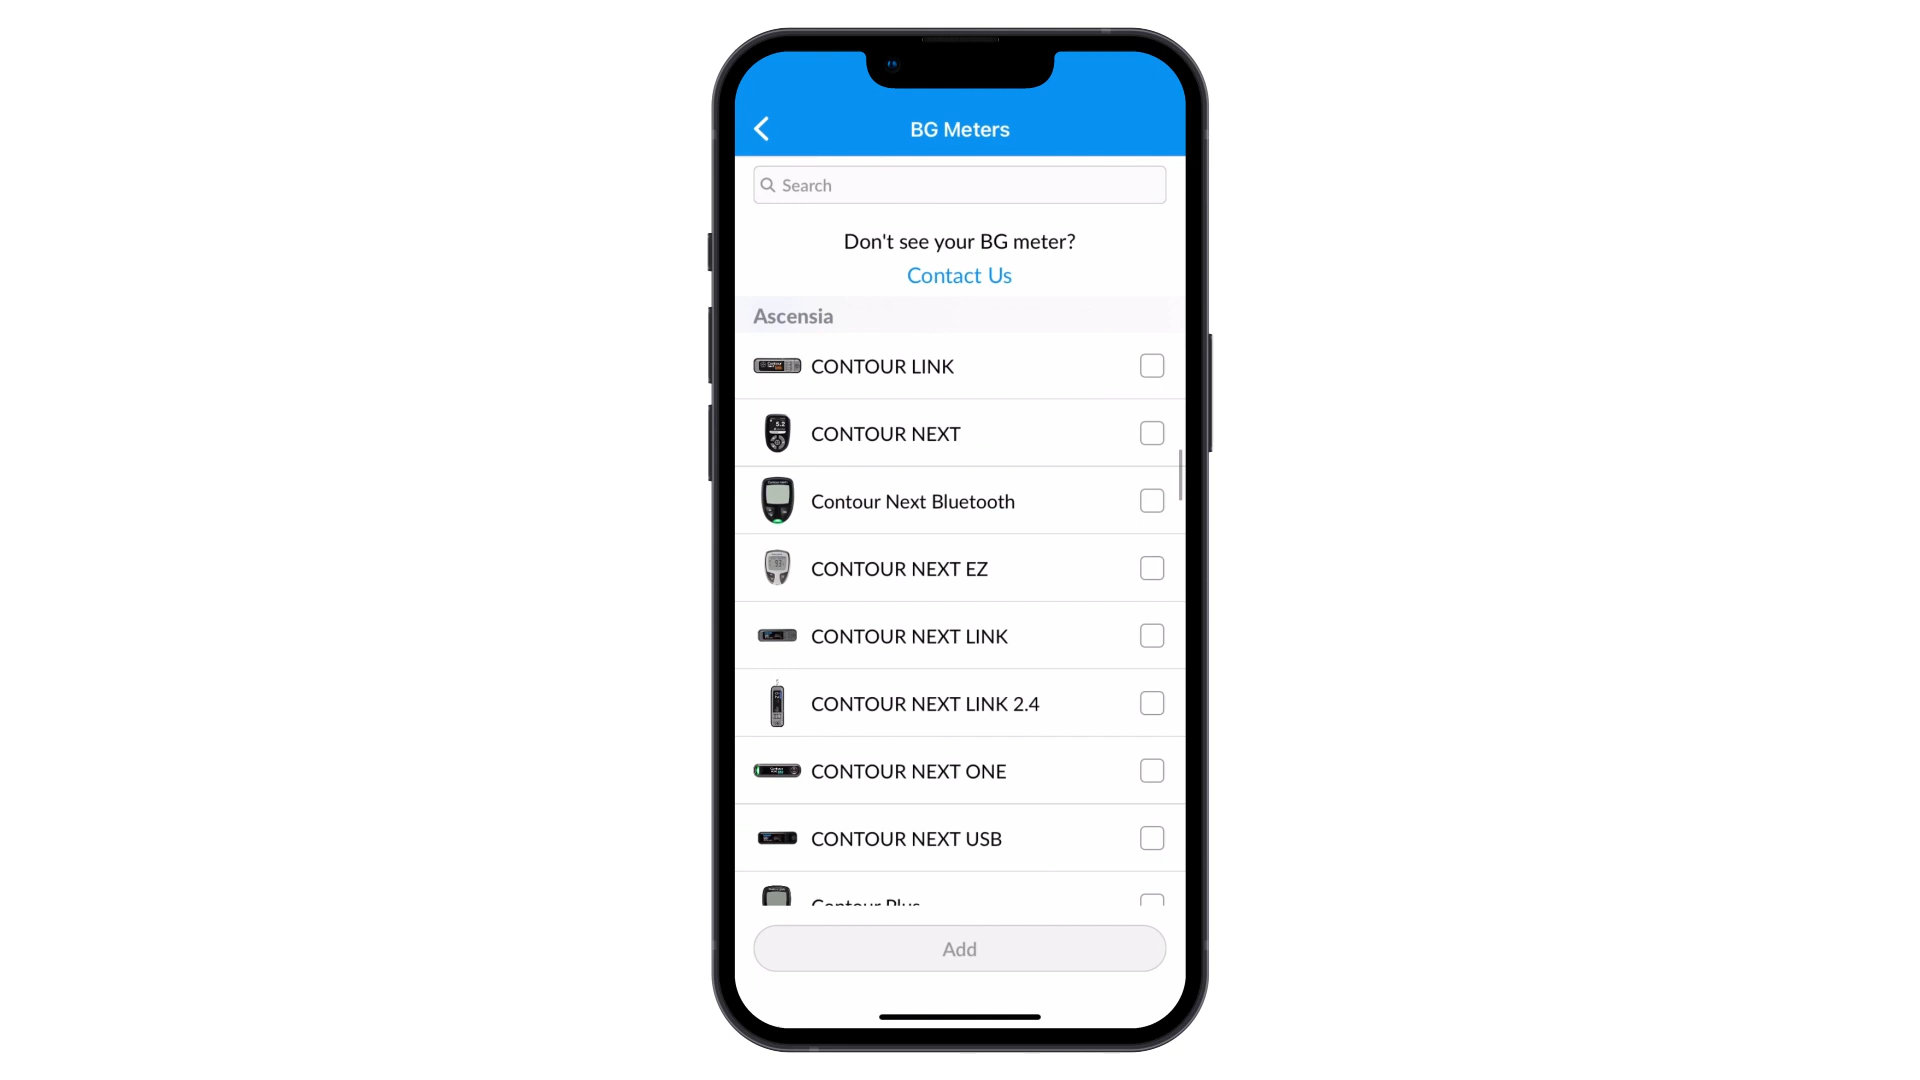 BG Meters
Search
Don't see your BG meter?
Contact Us
Ascensia
CONTOUR LINK
CONTOUR NEXT
Contour Next Bluetooth
CONTOUR NEXT EZ
CONTOUR NEXT LINK
CONTOUR NEXT LINK 2.4
CONTOUR NEXT ONE
CONTOUR NEXT USB
Contour Plus
Add